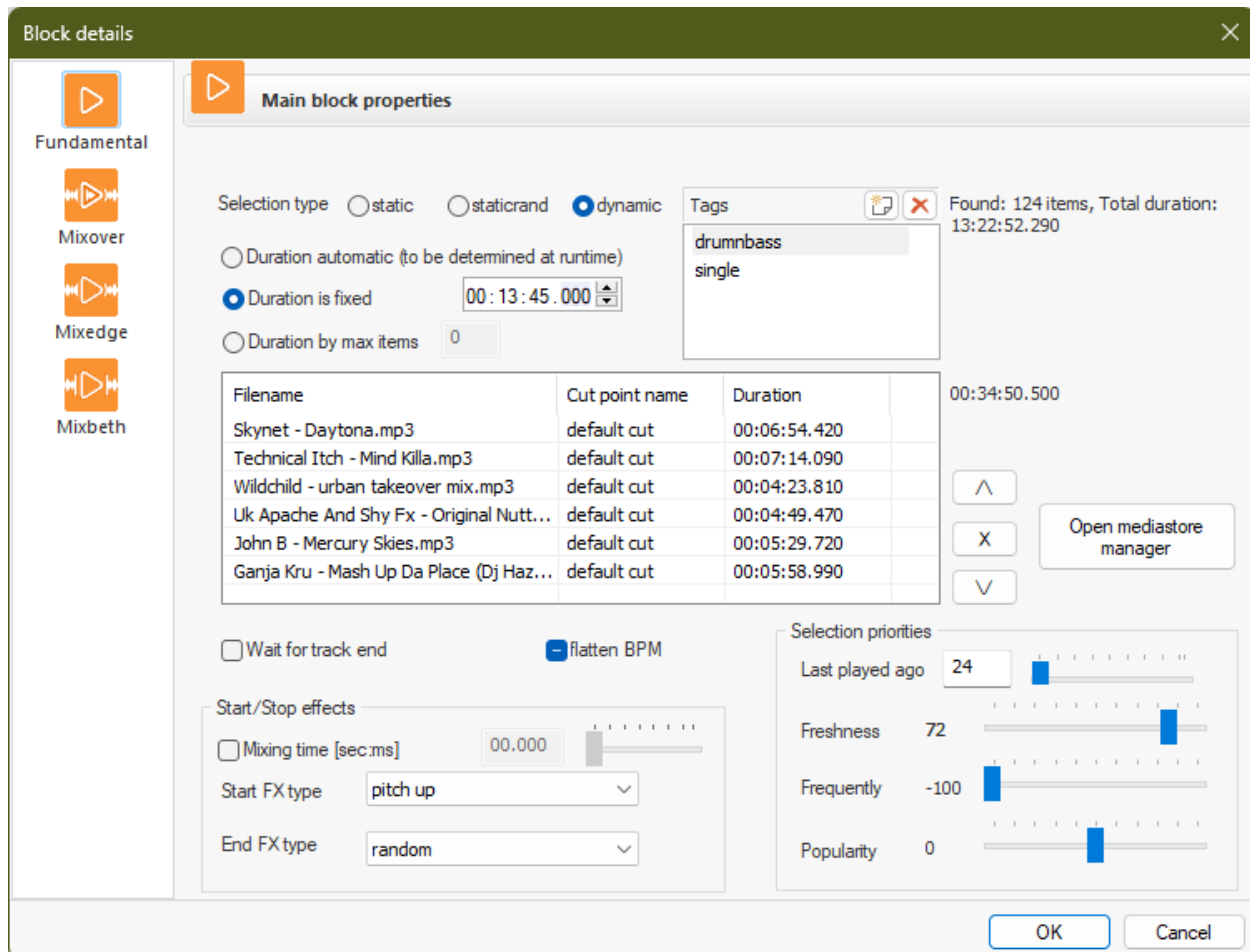 Block details
Fundamental
Mixover
Mixedge
Mixbeth
Main block properties
Selection type static staticrand dynamic
Duration automatic (to be determined at runtime)
Duration is fixed 00:13:45.000
Duration by max items 0
Tags
drumnbass
single
Found: 124 items, Total duration:
13:22:52.290
Filename Cut point name Duration
Skynet - Daytona.mp3 default cut 00:06:54.420
Technical Itch - Mind Killa.mp3 default cut 00:07:14.090
Wildchild - urban takeover mix.mp3 default cut 00:04:23.810
Uk Apache And Shy Fx - Original Nutt... default cut 00:04:49.470
John B - Mercury Skies.mp3 default cut 00:05:29.720
Ganja Kru - Mash Up Da Place (Dj Haz... default cut 00:05:58.990
00:34:50.500
X
Open mediastore
manager
Wait for track end flatten BPM
Start/Stop effects
Mixing time [sec:ms] 00.000
Start FX type pitch up
End FX type random
Selection priorities
Last played ago 24
Freshness 72
Frequently -100
Popularity 0
OK Cancel